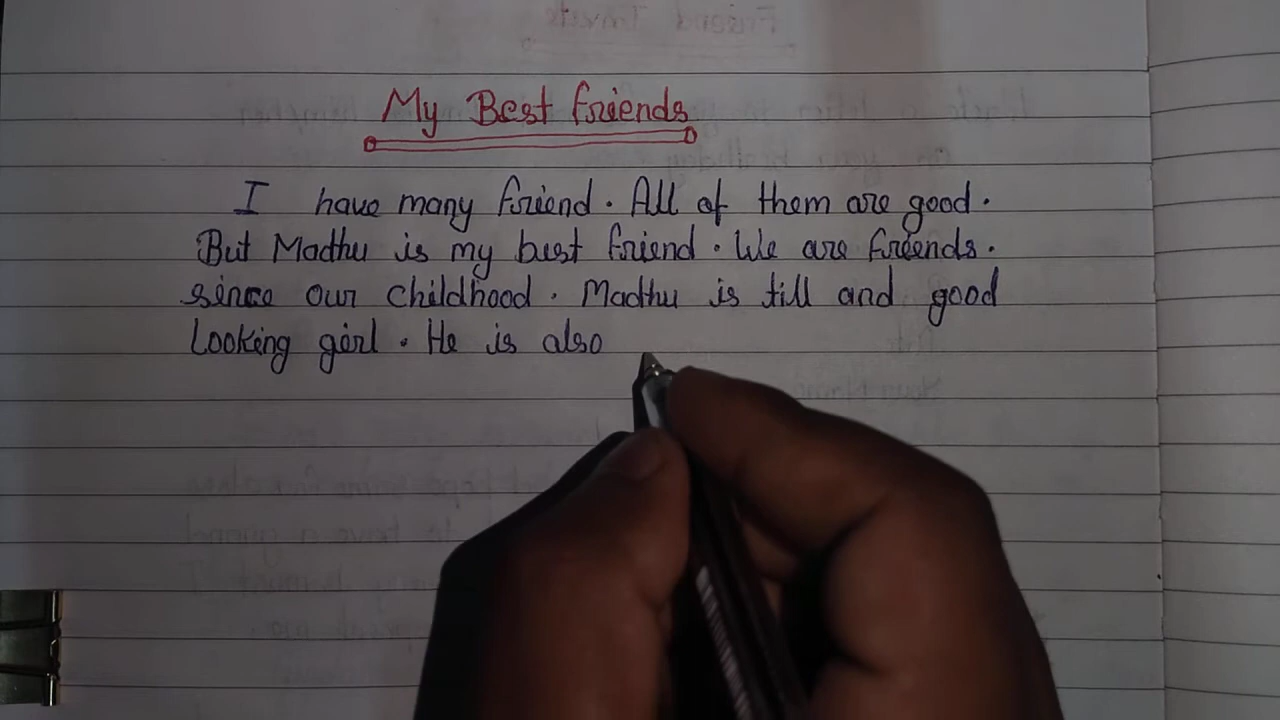 My Best Friends
I have many friend. All of them are good.
But Madhu is my best friend. We are friends.
since our childhood. Madhu is till and good
looking girl. He is also